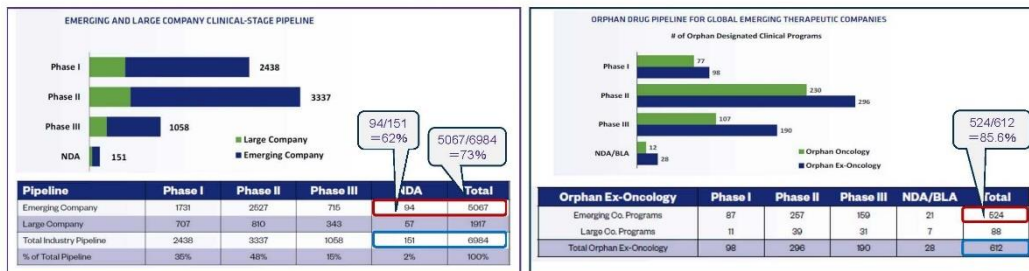 EMERGING AND LARGE COMPANY CLINICAL-STAGE PIPELINE
Phase I
2438
Phase II
3337
Phase III
1058
NDA
151
Large Company
Emerging Company
94/151
=62%
5067/6984
=73%
Pipeline Phase I Phase II Phase III NDA Total
Emerging Company 1731 2527 715 94 5067
Large Company 707 810 343 57 1917
Total Industry Pipeline 2438 3337 1058 151 6984
% of Total Pipeline 35% 48% 15% 2% 100%
ORPHAN DRUG PIPELINE FOR GLOBAL EMERGING THERAPEUTIC COMPANIES
# of Orphan Designated Clinical Programs
Phase I
77
98
Phase II
230
296
Phase III
107
190
NDA/BLA
12
28
Orphan Oncology
Orphan Ex-Oncology
524/612
=85.6%
Orphan Ex-Oncology Phase I Phase II Phase III NDA/BLA Total
Emerging Co. Programs 87 257 159 21 524
Large Co. Programs 11 39 31 7 88
Total Orphan Ex-Oncology 98 296 190 28 612